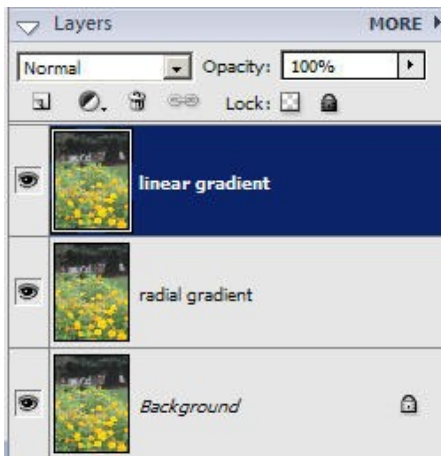 Layers MORE
Normal Opacity: 100%
Lock:
linear gradient
radial gradient
Background